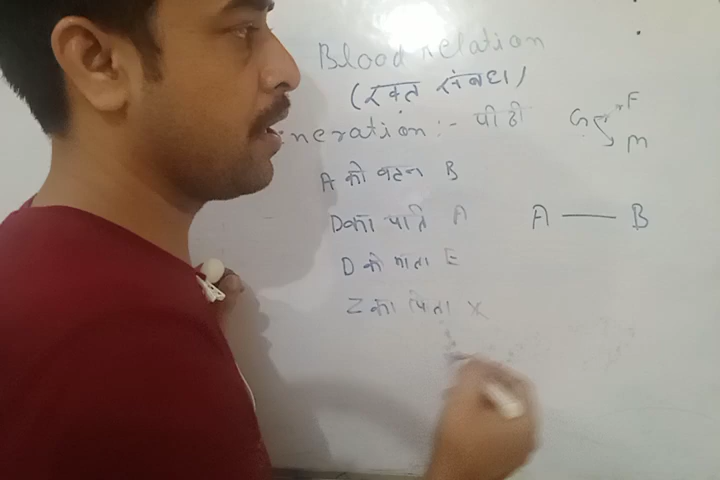 Blood relation
(रक्त संबंध)
neration :- पीढी
F
M
A की बहन B
D का पति A
A — B
D की माता E
Z का पिता X